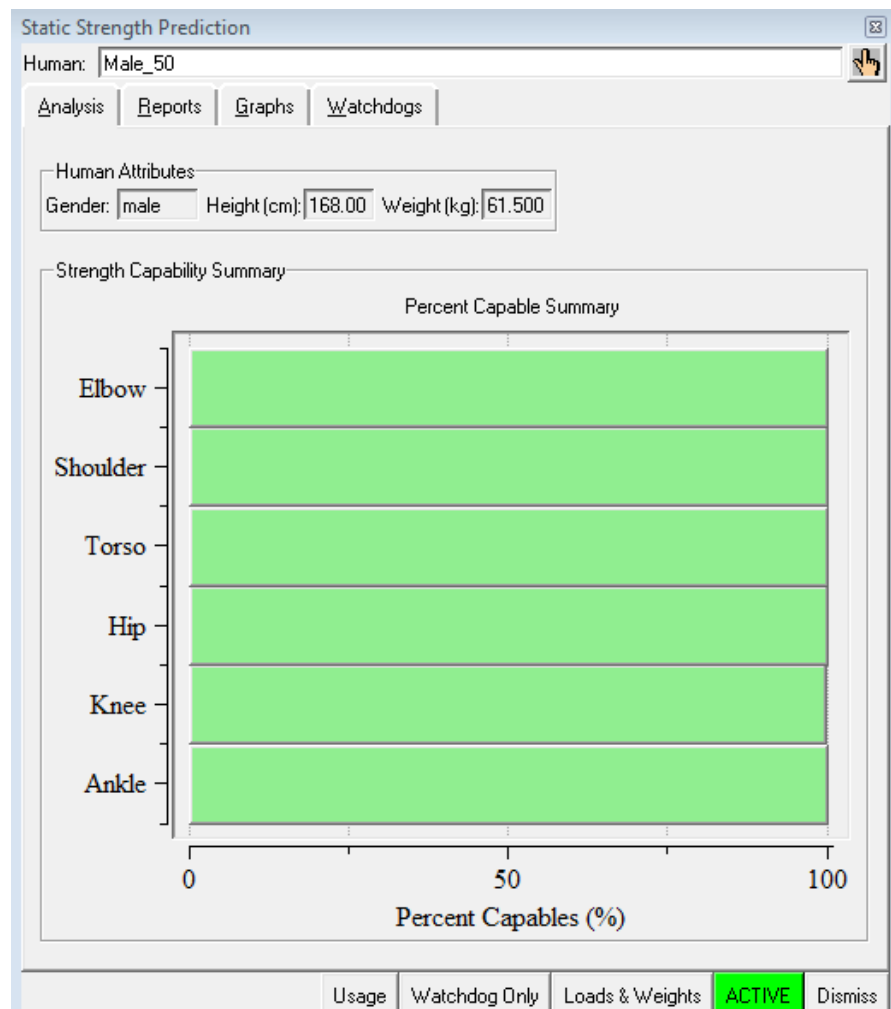 Static Strength Prediction
Human: Male_50
Analysis Reports Graphs Watchdogs
Human Attributes
Gender: male Height (cm): 168.00 Weight (kg): 61.500
Strength Capability Summary
Percent Capable Summary
Elbow
Shoulder
Torso
Hip
Knee
Ankle
0 50 100
Percent Capables (%)
Usage Watchdog Only Loads & Weights ACTIVE Dismiss